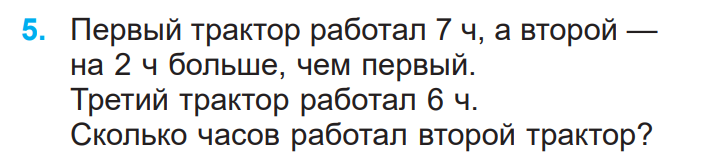 5. Первый трактор работал 7 ч, а второй —
на 2 ч больше, чем первый.
Третий трактор работал 6 ч.
Сколько часов работал второй трактор?